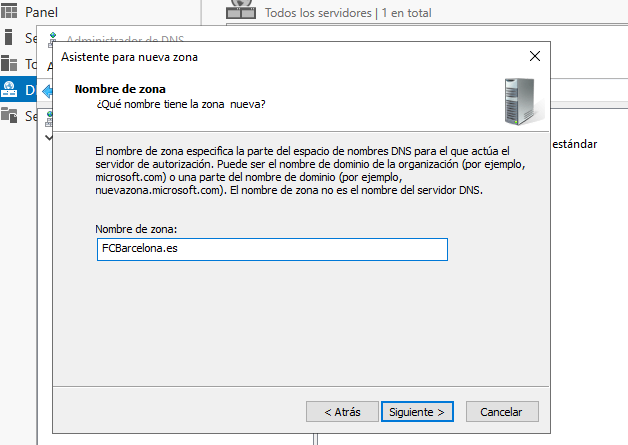 Panel
Todos los servidores | 1 en total
Se
Administrador de DNS
To
A
D
Se
estándar
Asistente para nueva zona
Nombre de zona
¿Qué nombre tiene la zona nueva?
El nombre de zona especifica la parte del espacio de nombres DNS para el que actúa el
servidor de autorización. Puede ser el nombre de dominio de la organización (por ejemplo,
microsoft.com) o una parte del nombre de dominio (por ejemplo,
nuevazona.microsoft.com). El nombre de zona no es el nombre del servidor DNS.
Nombre de zona:
FCBarcelona.es
< Atrás
Siguiente >
Cancelar